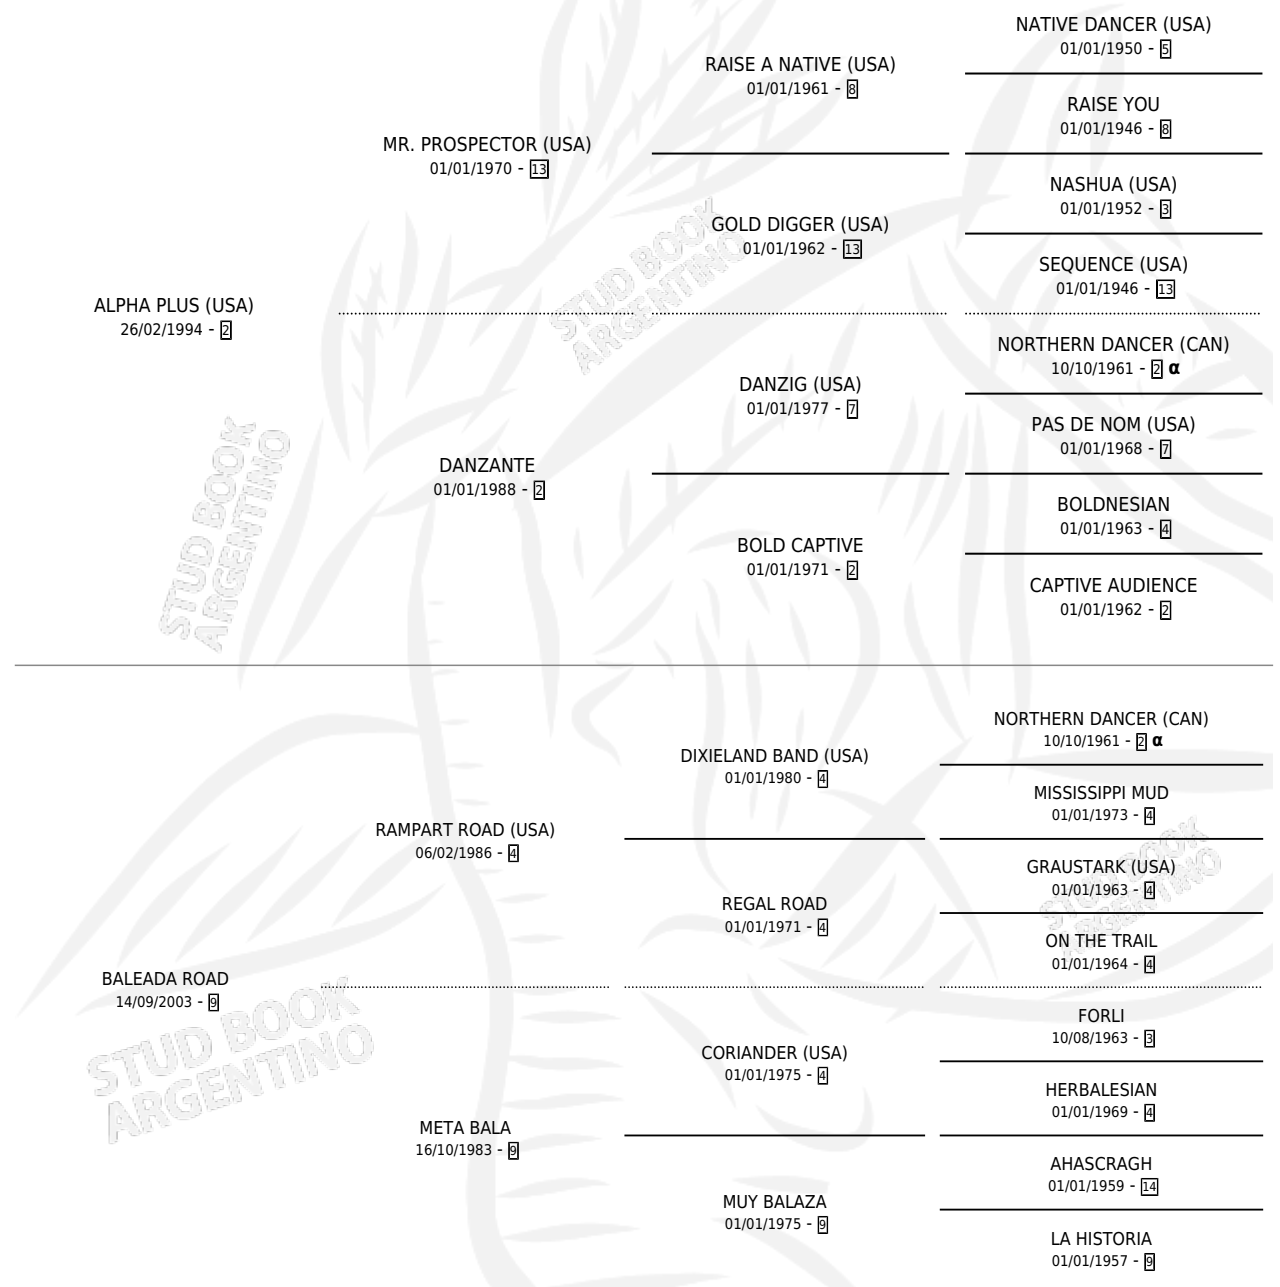 NATIVE DANCER (USA)
01/01/1950 - 5
RAISE A NATIVE (USA)
01/01/1961 - 8
RAISE YOU
01/01/1946 - 8
MR. PROSPECTOR (USA)
01/01/1970 - 13
NASHUA (USA)
01/01/1952 - 3
GOLD DIGGER (USA)
01/01/1962 - 13
SEQUENCE (USA)
01/01/1946 - 13
ALPHA PLUS (USA)
26/02/1994 - 2
NORTHERN DANCER (CAN)
10/10/1961 - 2 α
DANZIG (USA)
01/01/1977 - 7
PAS DE NOM (USA)
01/01/1968 - 7
DANZANTE
01/01/1988 - 2
BOLDNESIAN
01/01/1963 - 4
BOLD CAPTIVE
01/01/1971 - 2
CAPTIVE AUDIENCE
01/01/1962 - 2
STUD BOOK
ARGENTINO
STUD BOOK
ARGENTINO
NORTHERN DANCER (CAN)
10/10/1961 - 2 α
DIXIELAND BAND (USA)
01/01/1980 - 4
MISSISSIPPI MUD
01/01/1973 - 4
RAMPART ROAD (USA)
06/02/1986 - 4
GRAUSTARK (USA)
01/01/1963 - 4
REGAL ROAD
01/01/1971 - 4
ON THE TRAIL
01/01/1964 - 4
BALEADA ROAD
14/09/2003 - 9
FORLI
10/08/1963 - 3
CORIANDER (USA)
01/01/1975 - 4
HERBALESIAN
01/01/1969 - 4
META BALA
16/10/1983 - 9
AHASCRAGH
01/01/1959 - 14
MUY BALAZA
01/01/1975 - 9
LA HISTORIA
01/01/1957 - 9
STUD BOOK
ARGENTINO
STUD BOOK
ARGENTINO